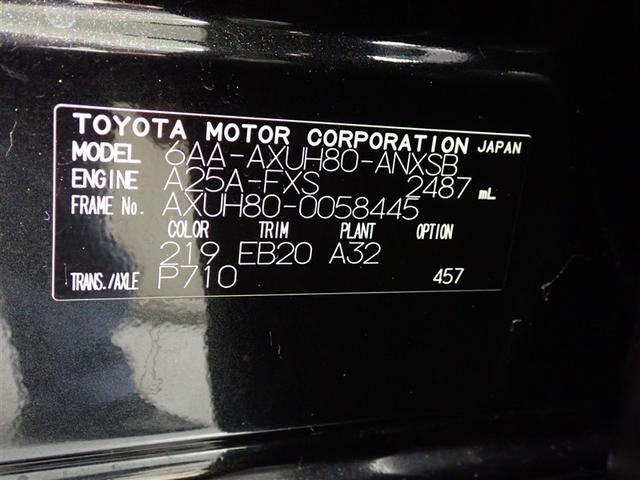 TOYOTA MOTOR CORPORATION JAPAN
MODEL 6AA-AXUH80-ANXSB
ENGINE A25A-FXS 2487 mL
FRAME No. AXUH80-0058445
COLOR TRIM PLANT OPTION
219 EB20 A32
TRANS./AXLE P710 457